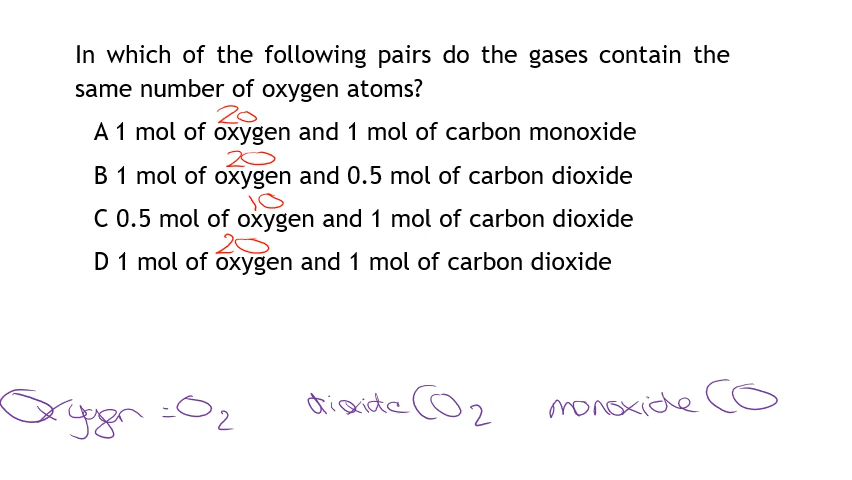 In which of the following pairs do the gases contain the
same number of oxygen atoms?
2O
A 1 mol of oxygen and 1 mol of carbon monoxide
2O
B 1 mol of oxygen and 0.5 mol of carbon dioxide
1O
C 0.5 mol of oxygen and 1 mol of carbon dioxide
2O
D 1 mol of oxygen and 1 mol of carbon dioxide
Oxygen = O2 dioxide CO2 monoxide CO